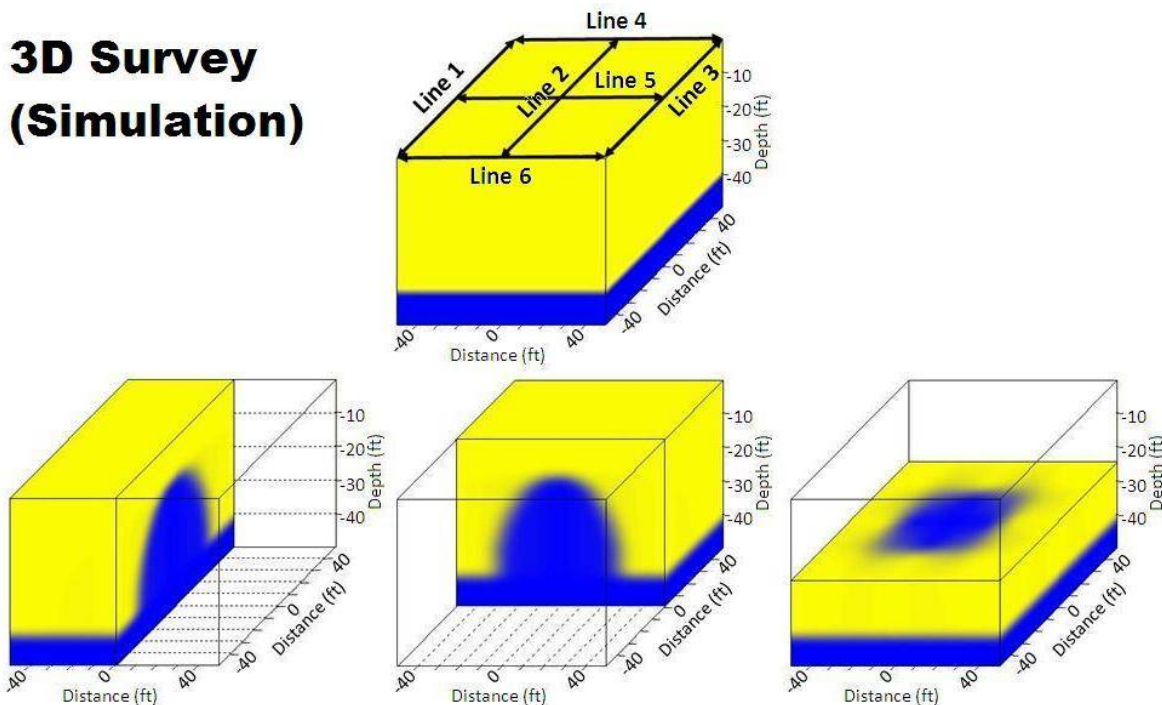 3D Survey
(Simulation)
Line 4
Line 1
Line 2
Line 5
Line 3
Line 6
-10
-20
-30
-40
Depth (ft)
-40
0
40
Distance (ft)
-40
0
40
Distance (ft)
-10
-20
-30
-40
Depth (ft)
-40
0
40
Distance (ft)
-40
0
40
Distance (ft)
-10
-20
-30
-40
Depth (ft)
-40
0
40
Distance (ft)
-40
0
40
Distance (ft)
-10
-20
-30
-40
Depth (ft)
-40
0
40
Distance (ft)
-40
0
40
Distance (ft)